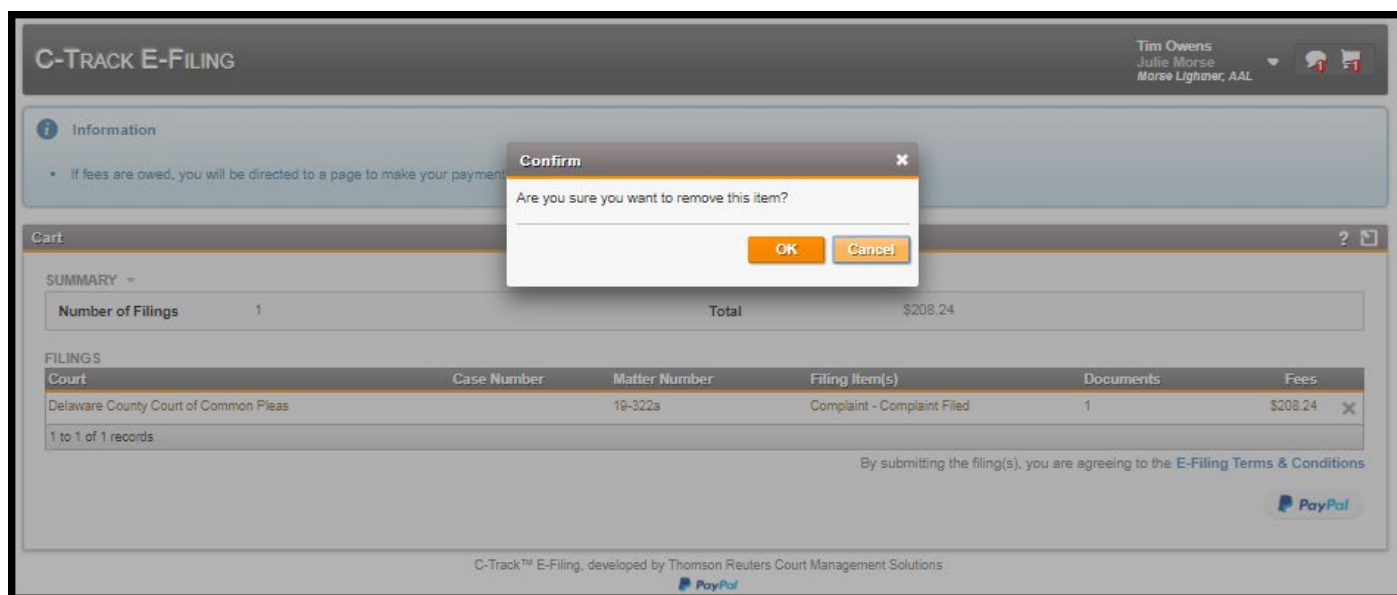 C-TRACK E-FILING
Tim Owens
Julie Morse
Morse Lightner, AAL
1
1
Information
• If fees are owed, you will be directed to a page to make your payment
Confirm
Are you sure you want to remove this item?
OK Cancel
Cart ?
SUMMARY
Number of Filings 1 Total $208.24
FILINGS
Court Case Number Matter Number Filing Item(s) Documents Fees
Delaware County Court of Common Pleas 19-322a Complaint - Complaint Filed 1 $208.24
1 to 1 of 1 records
By submitting the filing(s), you are agreeing to the E-Filing Terms & Conditions
PayPal
C-Track™ E-Filing, developed by Thomson Reuters Court Management Solutions
PayPal